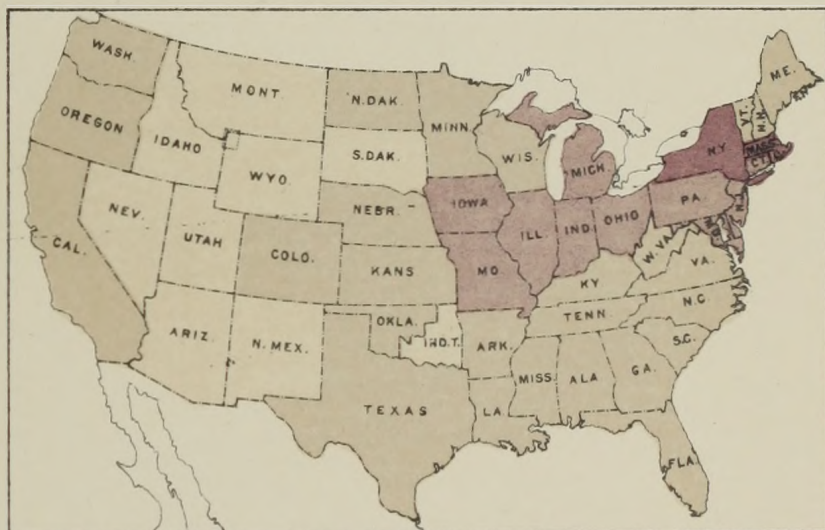 WASH.
MONT.
N. DAK.
MINN.
ME.
VT.
N.H.
OREGON
IDAHO
S. DAK.
WIS.
MICH.
N.Y.
MASS.
CT.
WYO.
NEBR.
IOWA
PA.
N.J.
NEV.
UTAH
COLO.
ILL.
IND.
OHIO
W. VA.
VA.
CAL.
KANS
MO.
KY
N.C.
ARIZ.
N. MEX.
OKLA.
IND. T.
ARK.
TENN.
S.C.
MISS.
ALA
GA.
TEXAS
LA.
FLA.